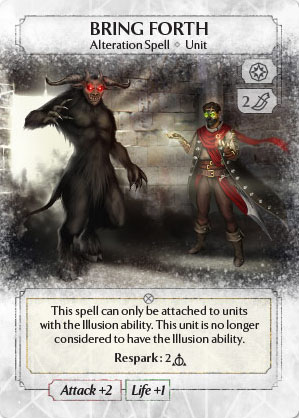 BRING FORTH
Alteration Spell Unit
2
This spell can only be attached to units
with the Illusion ability. This unit is no longer
considered to have the Illusion ability.
Respark: 2
Attack +2 Life +1